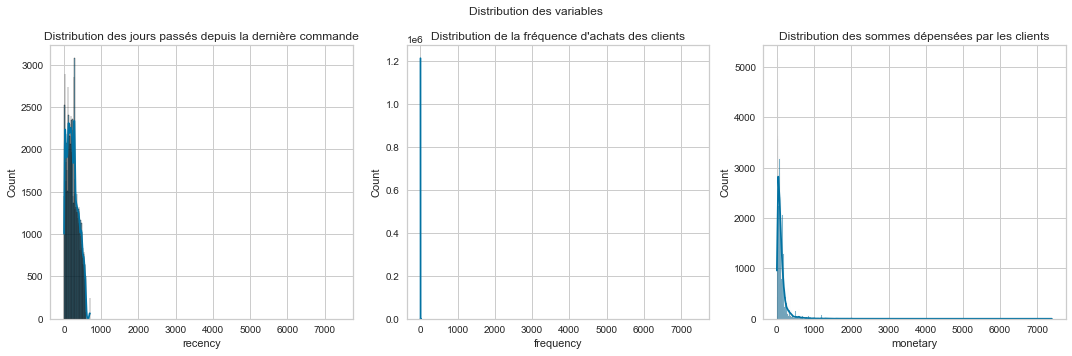 Distribution des variables
Distribution des jours passés depuis la dernière commande
3000
2500
2000
1500
1000
500
0
Count
0 1000 2000 3000 4000 5000 6000 7000
recency
Distribution de la fréquence d'achats des clients
1e6
1.2
1.0
0.8
0.6
0.4
0.2
0.0
Count
0 1000 2000 3000 4000 5000 6000 7000
frequency
Distribution des sommes dépensées par les clients
5000
4000
3000
2000
1000
0
Count
0 1000 2000 3000 4000 5000 6000 7000
monetary